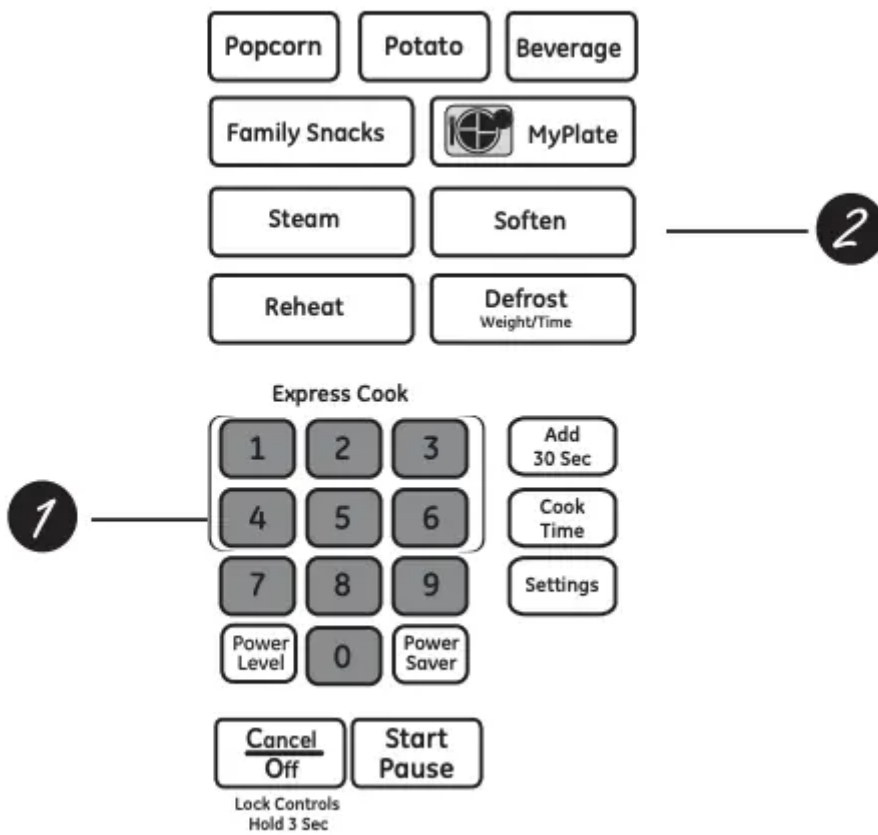 Popcorn
Potato
Beverage
Family Snacks
MyPlate
Steam
Soften
2
Reheat
Defrost
Weight/Time
Express Cook
1
2
3
Add
30 Sec
1
4
5
6
Cook
Time
7
8
9
Settings
Power
Level
0
Power
Saver
Cancel
Off
Start
Pause
Lock Controls
Hold 3 Sec